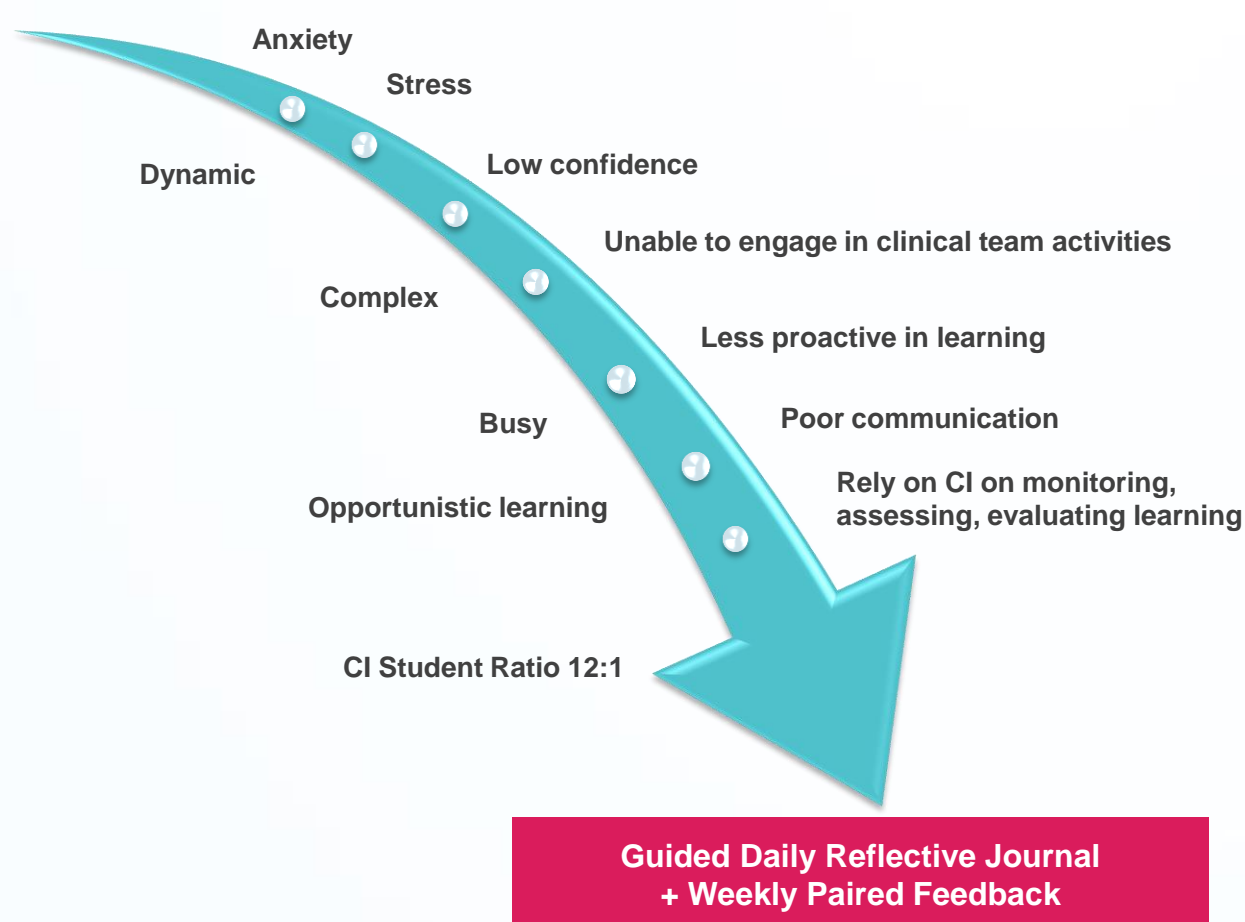 Anxiety
Stress
Low confidence
Dynamic
Unable to engage in clinical team activities
Complex
Less proactive in learning
Busy
Poor communication
Rely on CI on monitoring,
assessing, evaluating learning
Opportunistic learning
CI Student Ratio 12:1
Guided Daily Reflective Journal
+ Weekly Paired Feedback